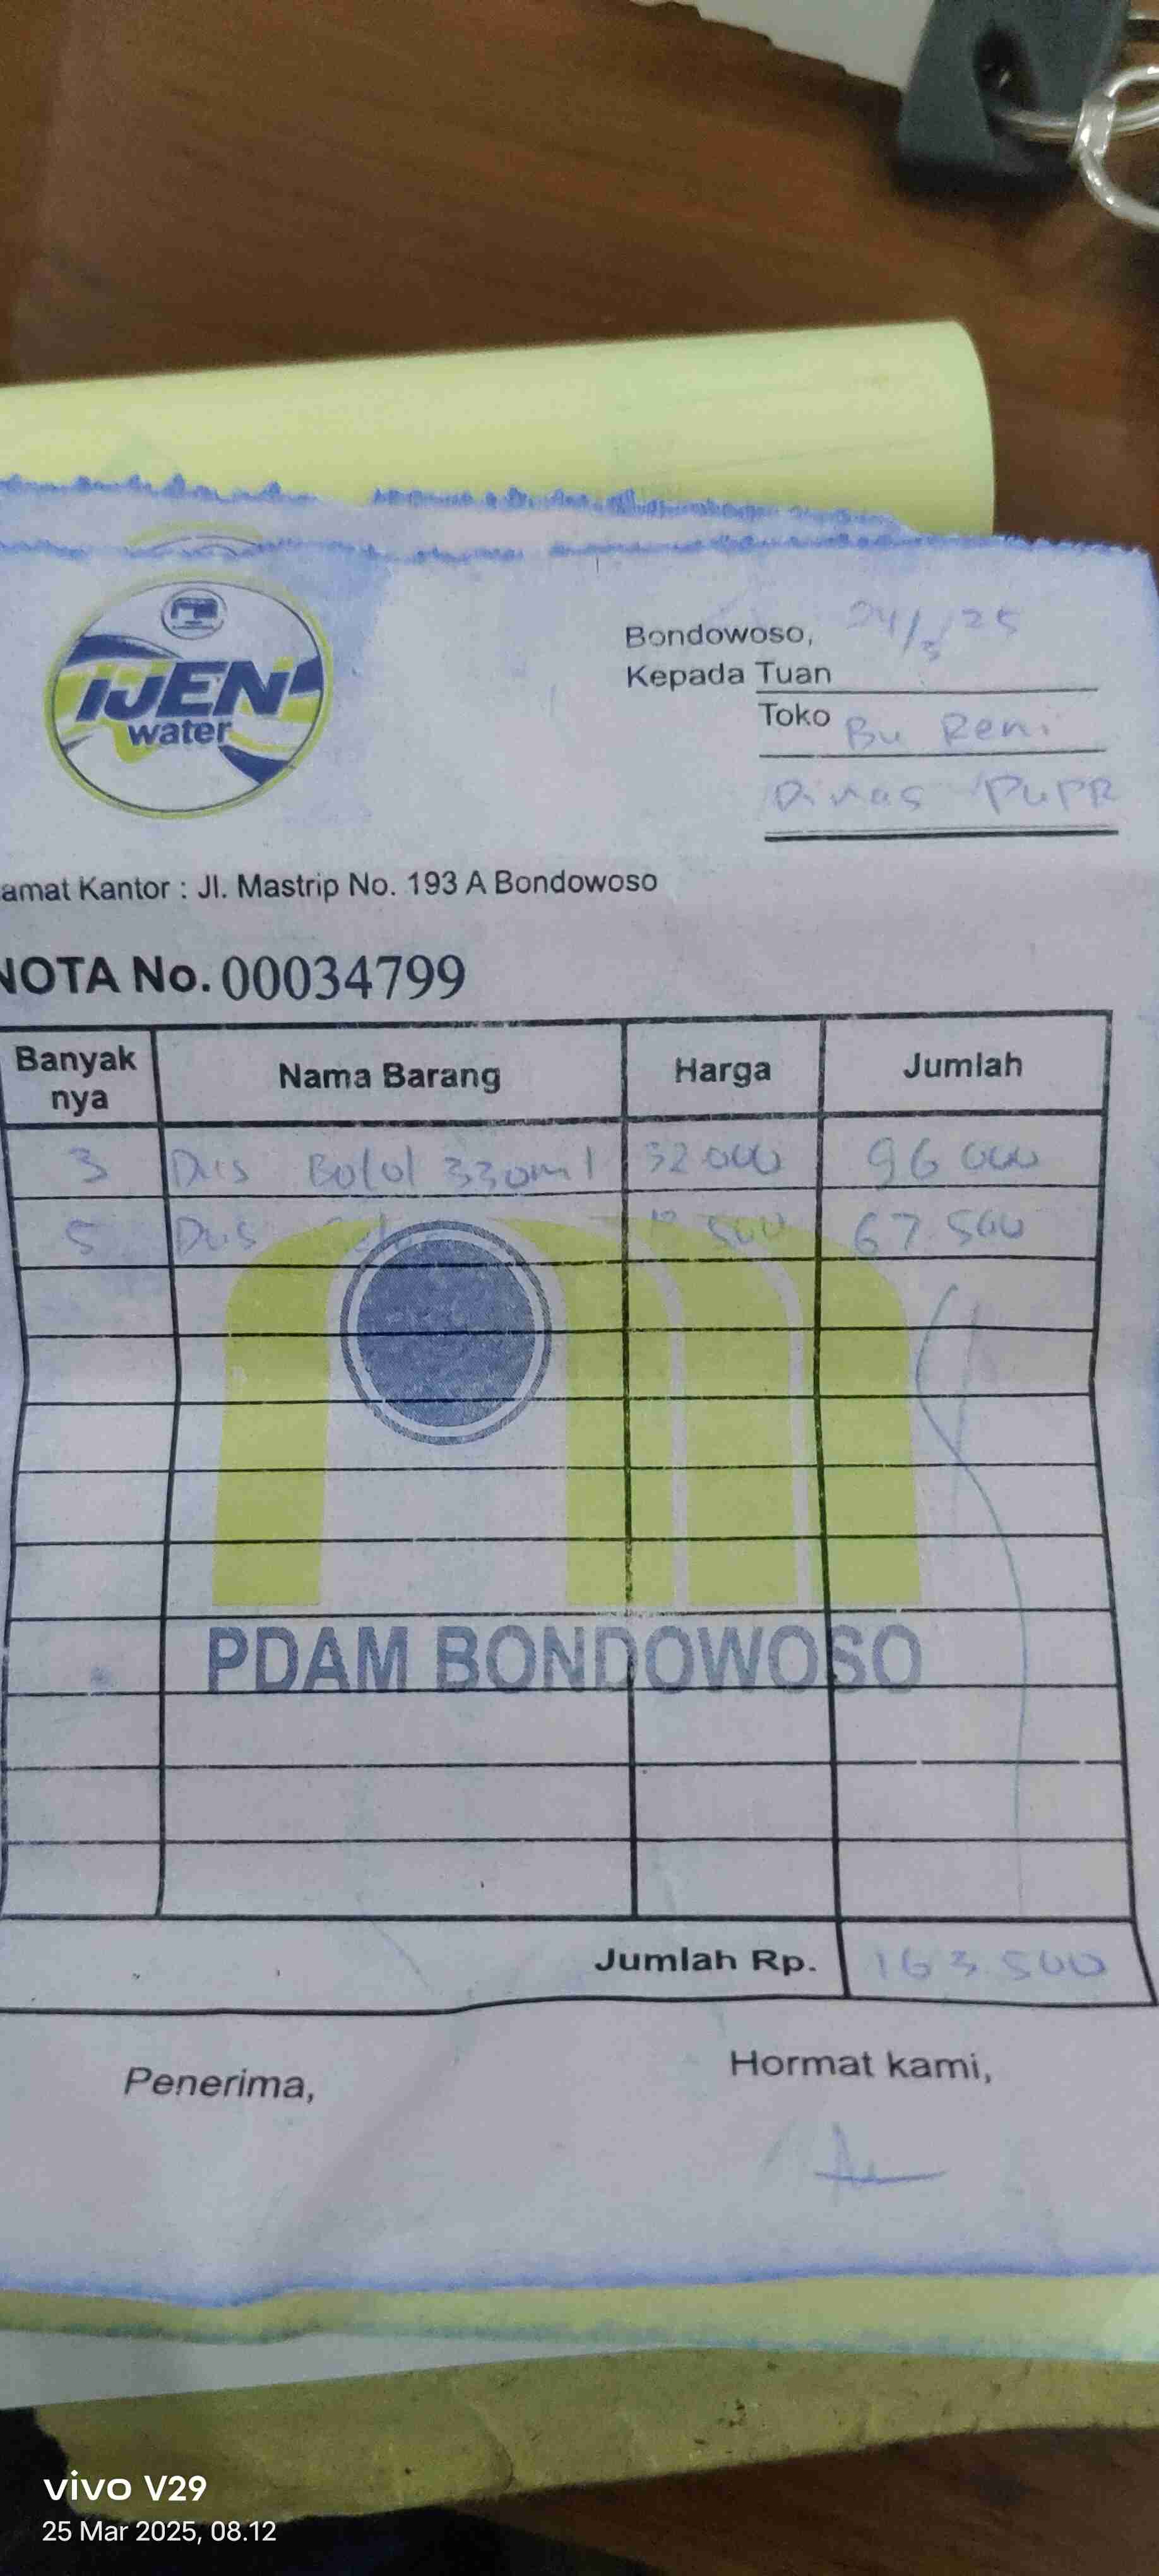 IJEN
water
Bondowoso, 24/3 25
Kepada Tuan
Toko Bu Reni
Dinas PUPR
amat Kantor : Jl. Mastrip No. 193 A Bondowoso
NOTA No. 00034799
Banyak nya Nama Barang Harga Jumlah
3 Dus Botol 330ml 32.000 96 000
5 Dus 500 67.500
PDAM BONDOWOSO
Jumlah Rp. 163.500
Penerima, Hormat kami,
vivo V29
25 Mar 2025, 08.12